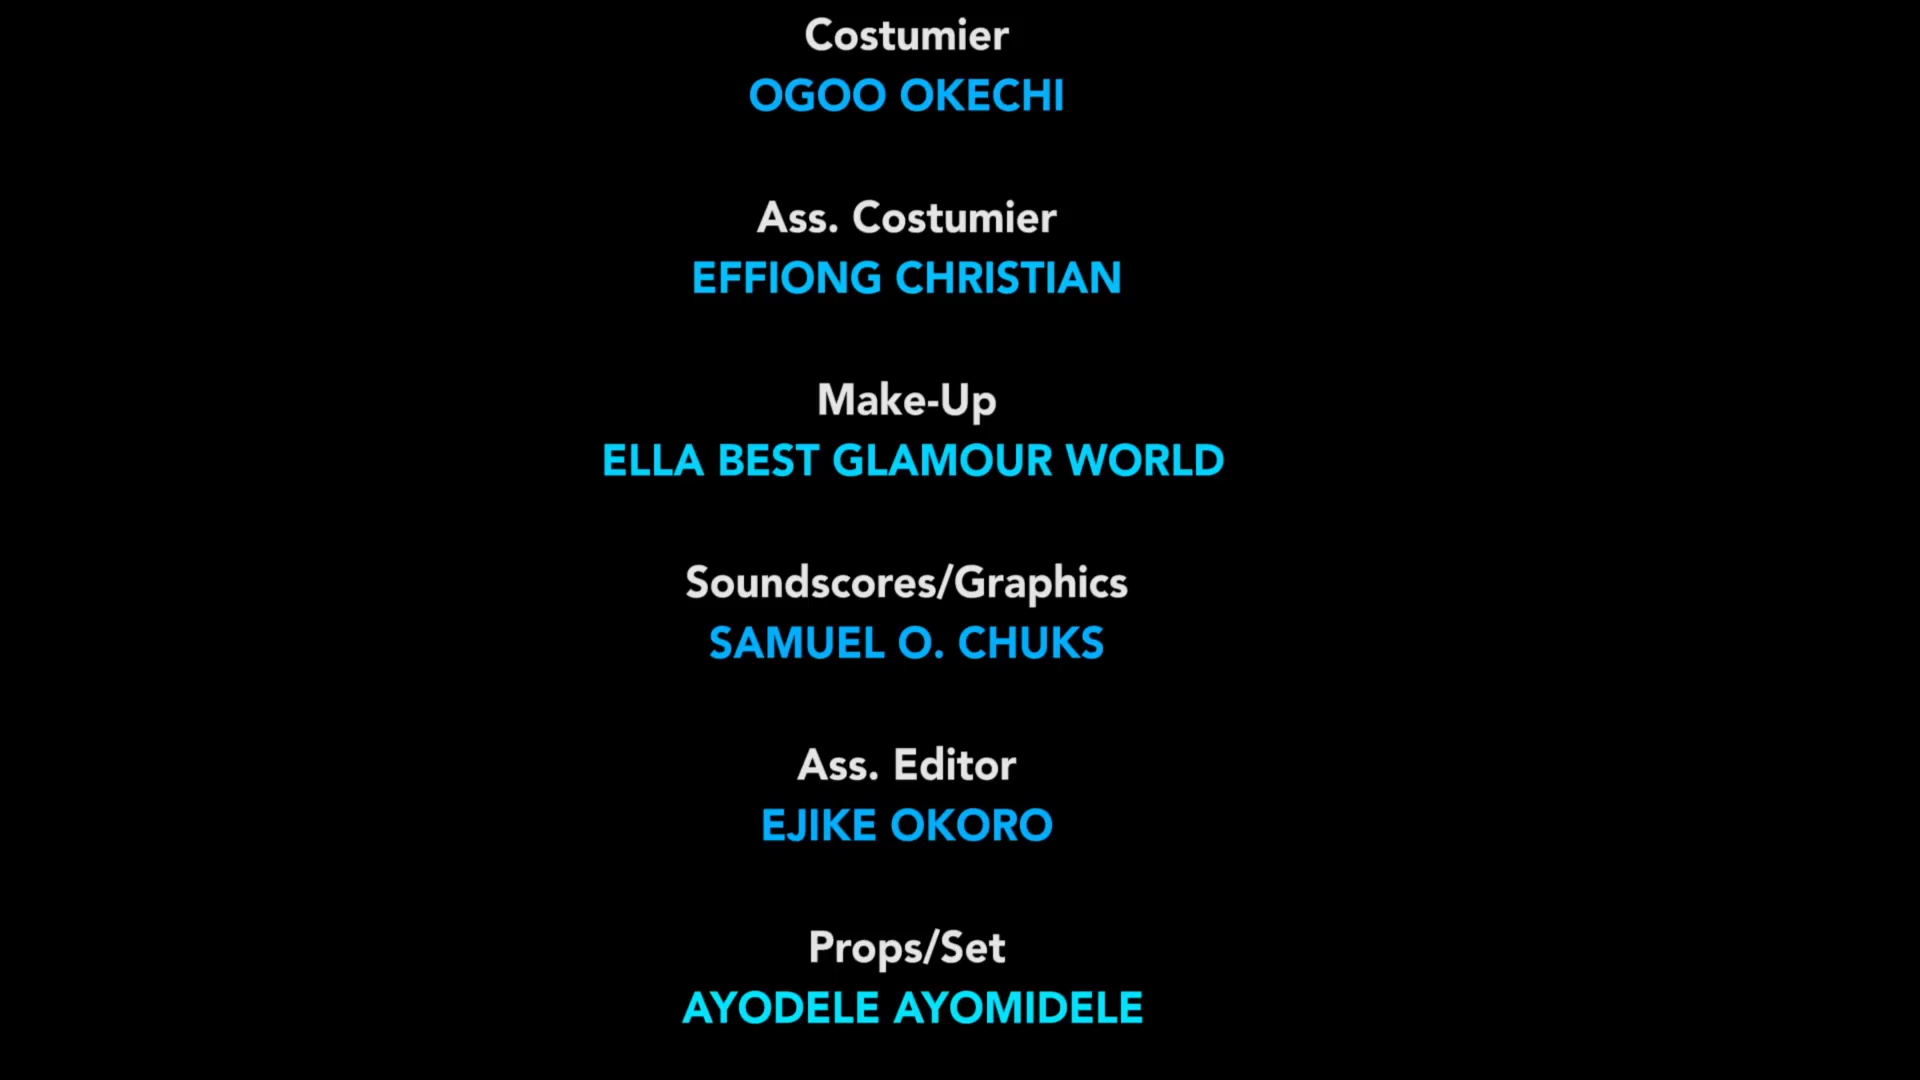 Costumier
OGOO OKECHI
Ass. Costumier
EFFIONG CHRISTIAN
Make-Up
ELLA BEST GLAMOUR WORLD
Soundscores/Graphics
SAMUEL O. CHUKS
Ass. Editor
EJIKE OKORO
Props/Set
AYODELE AYOMIDELE